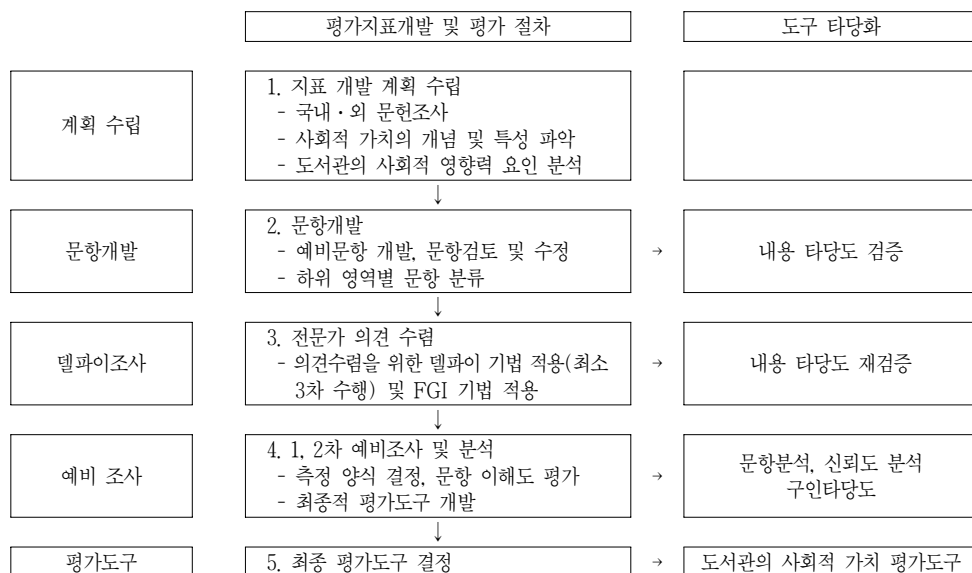 평가지표개발 및 평가 절차
도구 타당화
계획 수립
1. 지표 개발 계획 수립
- 국내・외 문헌조사
- 사회적 가치의 개념 및 특성 파악
- 도서관의 사회적 영향력 요인 분석
↓
문항개발
2. 문항개발
- 예비문항 개발, 문항검토 및 수정
- 하위 영역별 문항 분류
→
내용 타당도 검증
↓
델파이조사
3. 전문가 의견 수렴
- 의견수렴을 위한 델파이 기법 적용(최소
3차 수행) 및 FGI 기법 적용
→
내용 타당도 재검증
↓
예비 조사
4. 1, 2차 예비조사 및 분석
- 측정 양식 결정, 문항 이해도 평가
- 최종적 평가도구 개발
→
문항분석, 신뢰도 분석
구인타당도
↓
평가도구
5. 최종 평가도구 결정
→
도서관의 사회적 가치 평가도구